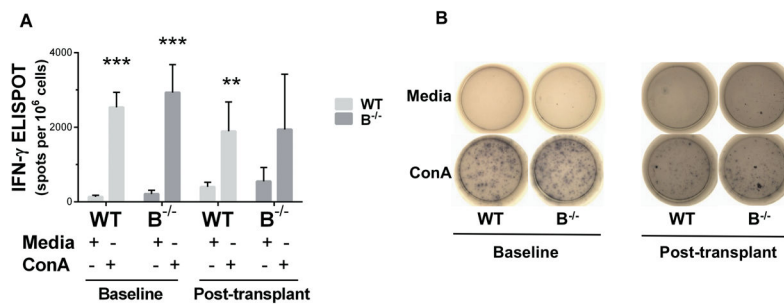 A
IFN-γ ELISPOT
(spots per 10⁶ cells)
4000
2000
0
***
***
**
WT
B⁻/⁻
WT B⁻/⁻ WT B⁻/⁻
Media + - + - + - + -
ConA - + - + - + - +
Baseline Post-transplant
B
Media
ConA
WT B⁻/⁻ WT B⁻/⁻
Baseline Post-transplant